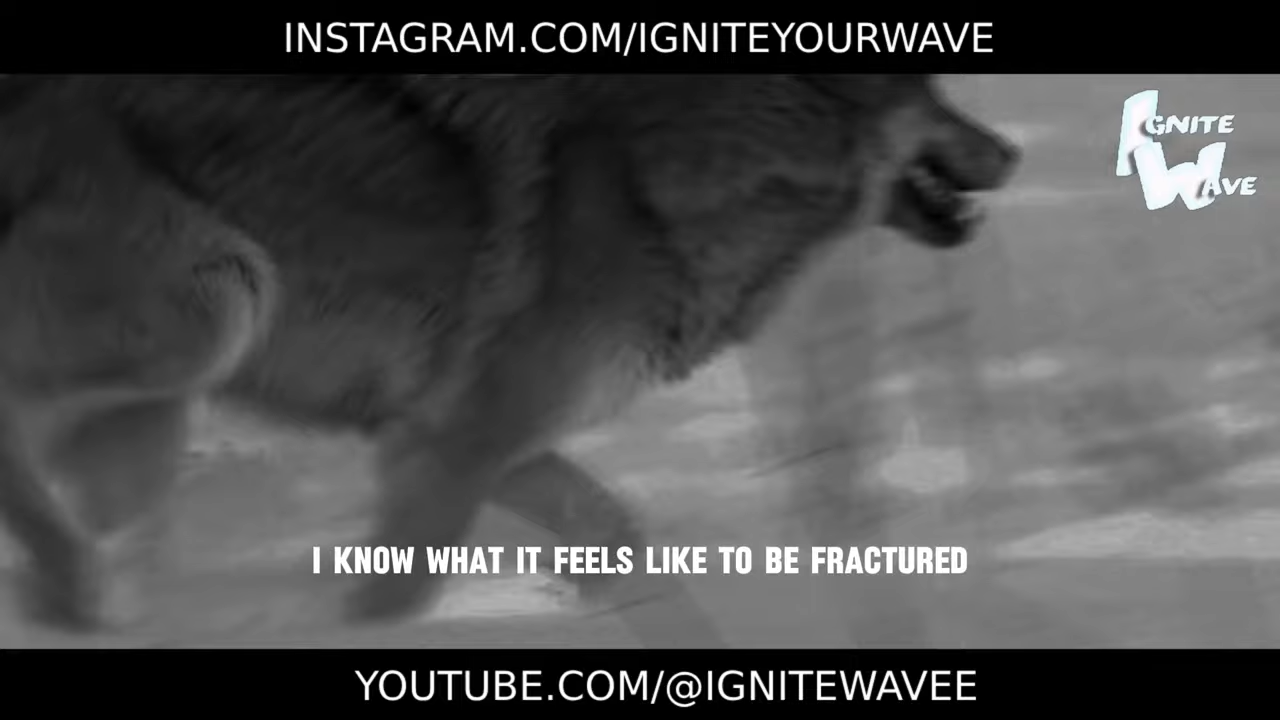 INSTAGRAM.COM/IGNITEYOURWAVE
IGNITE
WAVE
I KNOW WHAT IT FEELS LIKE TO BE FRACTURED
YOUTUBE.COM/@IGNITEWAVEE